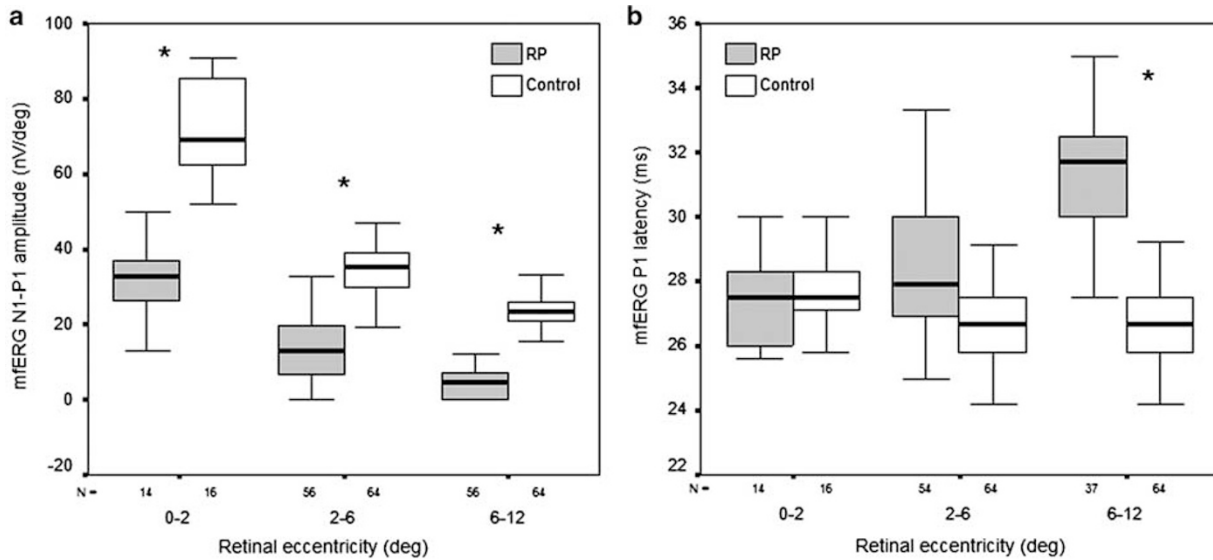 a
100
80
60
40
20
0
-20
mfERG N1-P1 amplitude (nV/deg)
*
*
*
RP
Control
N = 14 16 56 64 56 64
0-2 2-6 6-12
Retinal eccentricity (deg)
b
36
34
32
30
28
26
24
22
mfERG P1 latency (ms)
RP
Control
*
N = 14 16 54 64 37 64
0-2 2-6 6-12
Retinal eccentricity (deg)